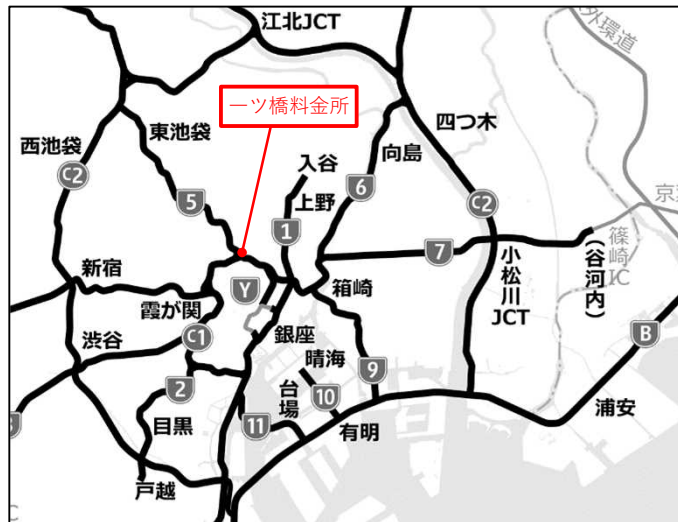 江北JCT
外環道
一ツ橋料金所
四つ木
東池袋
西池袋
向島
入谷
C2
6
上野
5
C2
京葉
1
篠崎IC
7
(谷河内)
新宿
Y
箱崎
小松川JCT
霞が関
渋谷
C1
銀座
B
晴海
9
2
台場
10
浦安
目黒
11
有明
戸越